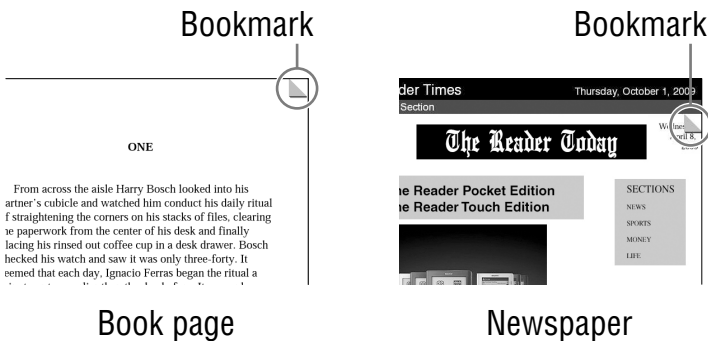 Bookmark
ONE
From across the aisle Harry Bosch looked into his
artner's cubicle and watched him conduct his daily ritual
f straightening the corners on his stacks of files, clearing
he paperwork from the center of his desk and finally
lacing his rinsed out coffee cup in a desk drawer. Bosch
hecked his watch and saw it was only three-forty. It
eemed that each day, Ignacio Ferras began the ritual a
Book page
Bookmark
der Times
Thursday, October 1, 2009
Section
The Reader Today
ne Reader Pocket Edition
ne Reader Touch Edition
SECTIONS
NEWS
SPORTS
MONEY
LIFE
Newspaper